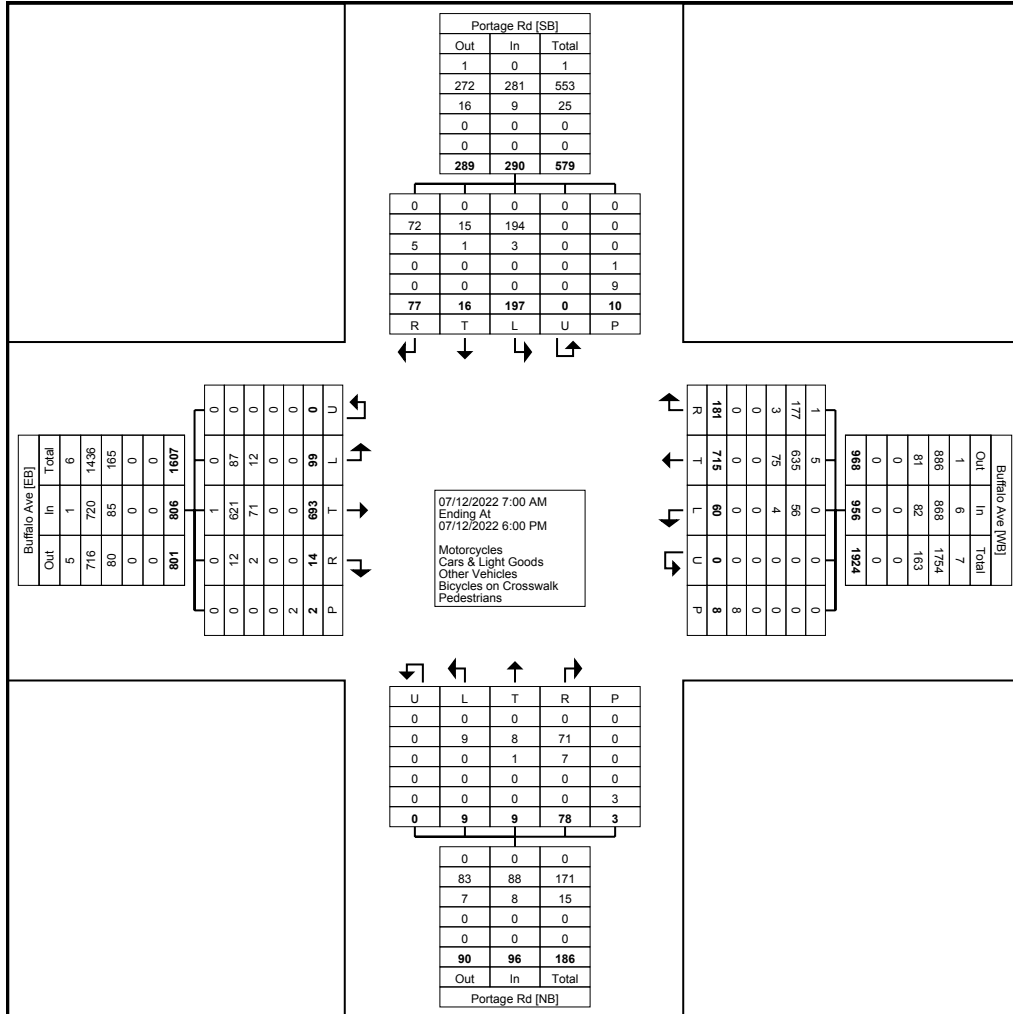 Portage Rd [SB]
Out In Total
1 0 1
272 281 553
16 9 25
0 0 0
0 0 0
289 290 579
0 0 0 0 0
72 15 194 0 0
5 1 3 0 0
0 0 0 0 1
0 0 0 0 9
77 16 197 0 10
R T L U P
Buffalo Ave [EB]
Total In Out
6 1 5
1436 720 716
165 85 80
0 0 0
0 0 0
1607 806 801
0 0 1 0 0
0 87 621 12 0
0 12 71 2 0
0 0 0 0 0
0 0 0 0 2
0 99 693 14 2
U L T R P
07/12/2022 7:00 AM
Ending At
07/12/2022 6:00 PM
Motorcycles
Cars & Light Goods
Other Vehicles
Bicycles on Crosswalk
Pedestrians
Buffalo Ave [WB]
Out In Total
1 6 7
886 868 1754
81 82 163
0 0 0
0 0 0
968 956 1924
1 5 0 0 0
177 635 56 0 0
3 75 4 0 0
0 0 0 0 0
0 0 0 0 8
181 715 60 0 8
R T L U P
U L T R P
0 0 0 0 0
0 9 8 71 0
0 0 1 7 0
0 0 0 0 0
0 0 0 0 3
0 9 9 78 3
0 0 0
83 88 171
7 8 15
0 0 0
0 0 0
90 96 186
Out In Total
Portage Rd [NB]